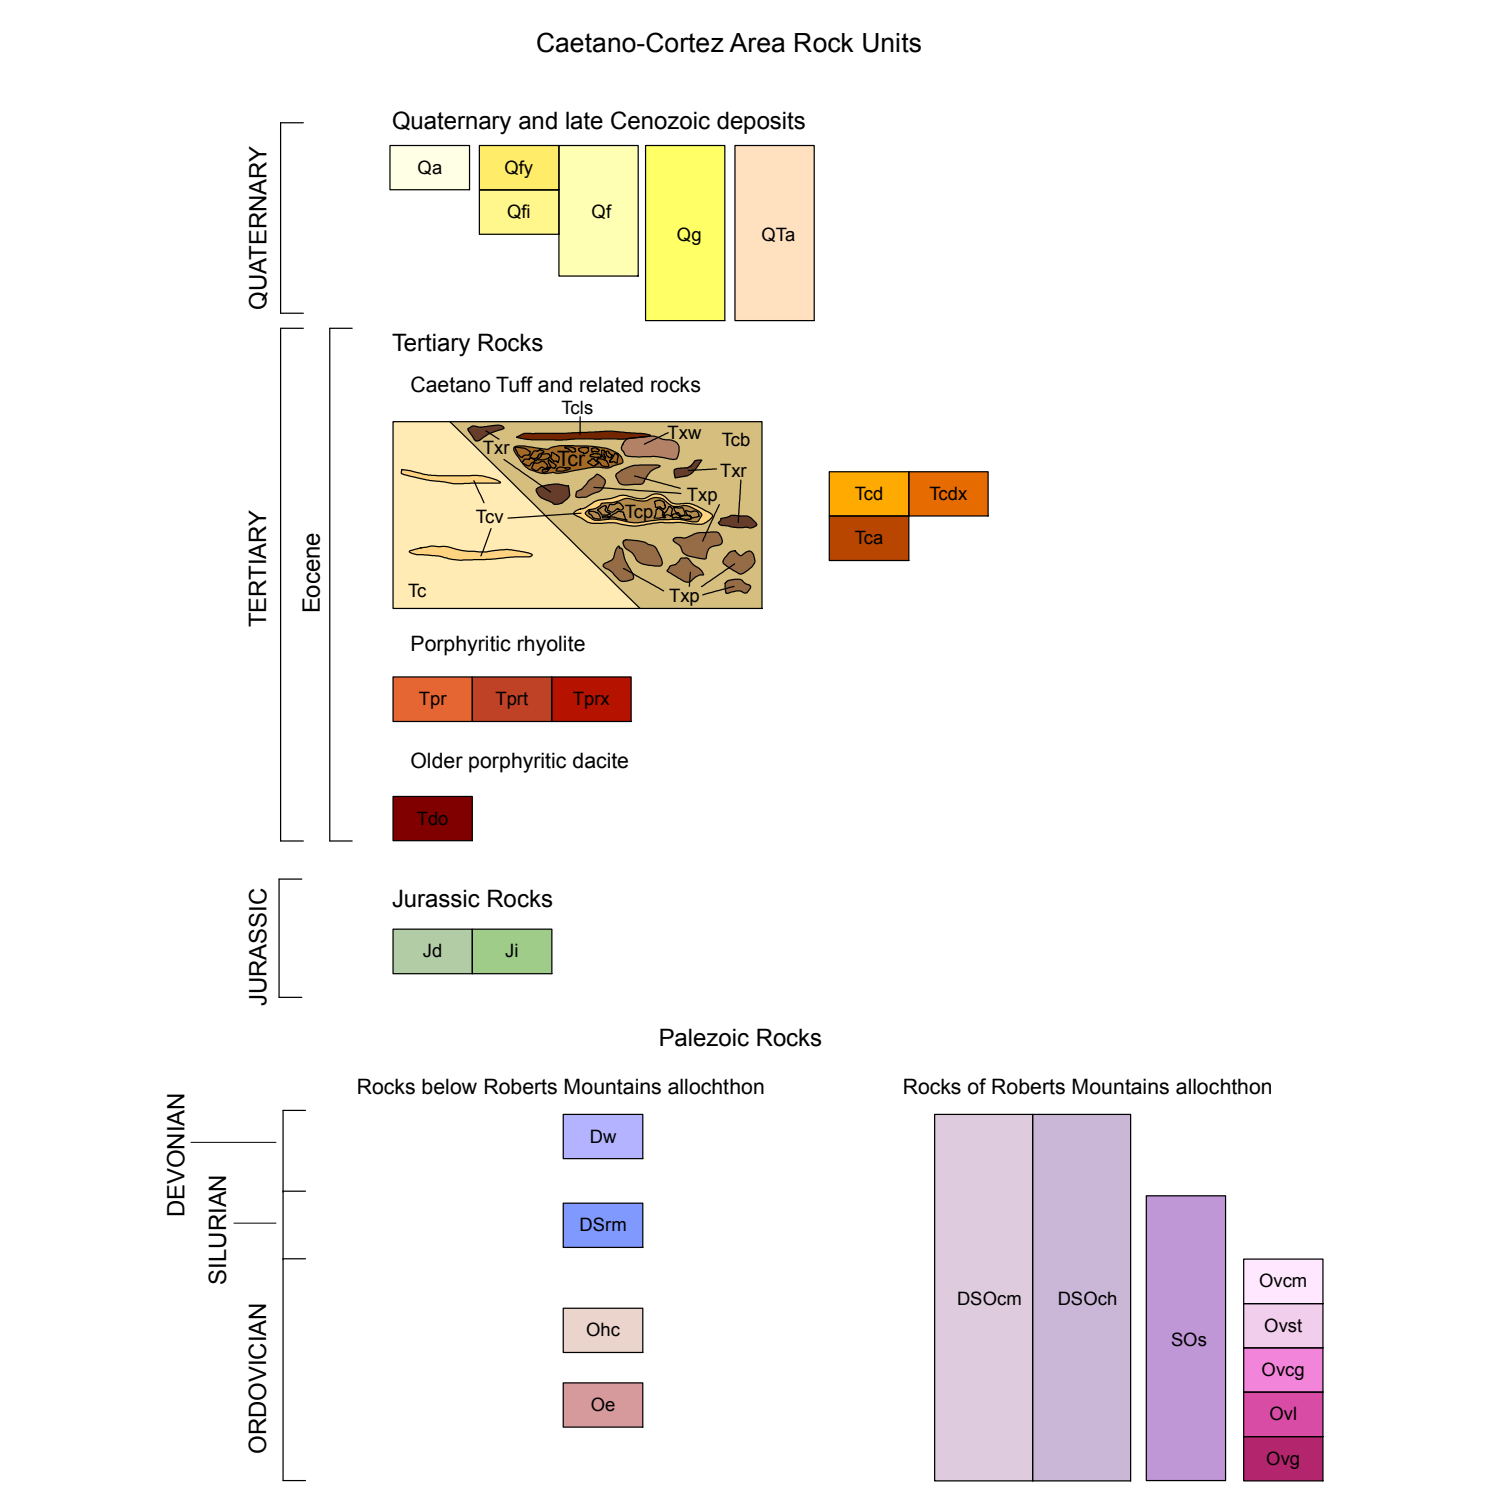 Caetano-Cortez Area Rock Units
QUATERNARY
Quaternary and late Cenozoic deposits
Qa
Qfy
Qfi
Qf
Qg
QTa
TERTIARY
Eocene
Tertiary Rocks
Caetano Tuff and related rocks
Tcls
Txr
Tcr
Txw
Tcb
Txr
Txp
Tcv
Tcp
Tc
Txp
Tcd
Tcdx
Tca
Porphyritic rhyolite
Tpr
Tprt
Tprx
Older porphyritic dacite
Tdo
JURASSIC
Jurassic Rocks
Jd
Ji
Palezoic Rocks
DEVONIAN
SILURIAN
ORDOVICIAN
Rocks below Roberts Mountains allochthon
Dw
DSrm
Ohc
Oe
Rocks of Roberts Mountains allochthon
DSOcm
DSOch
SOs
Ovcm
Ovst
Ovcg
Ovl
Ovg